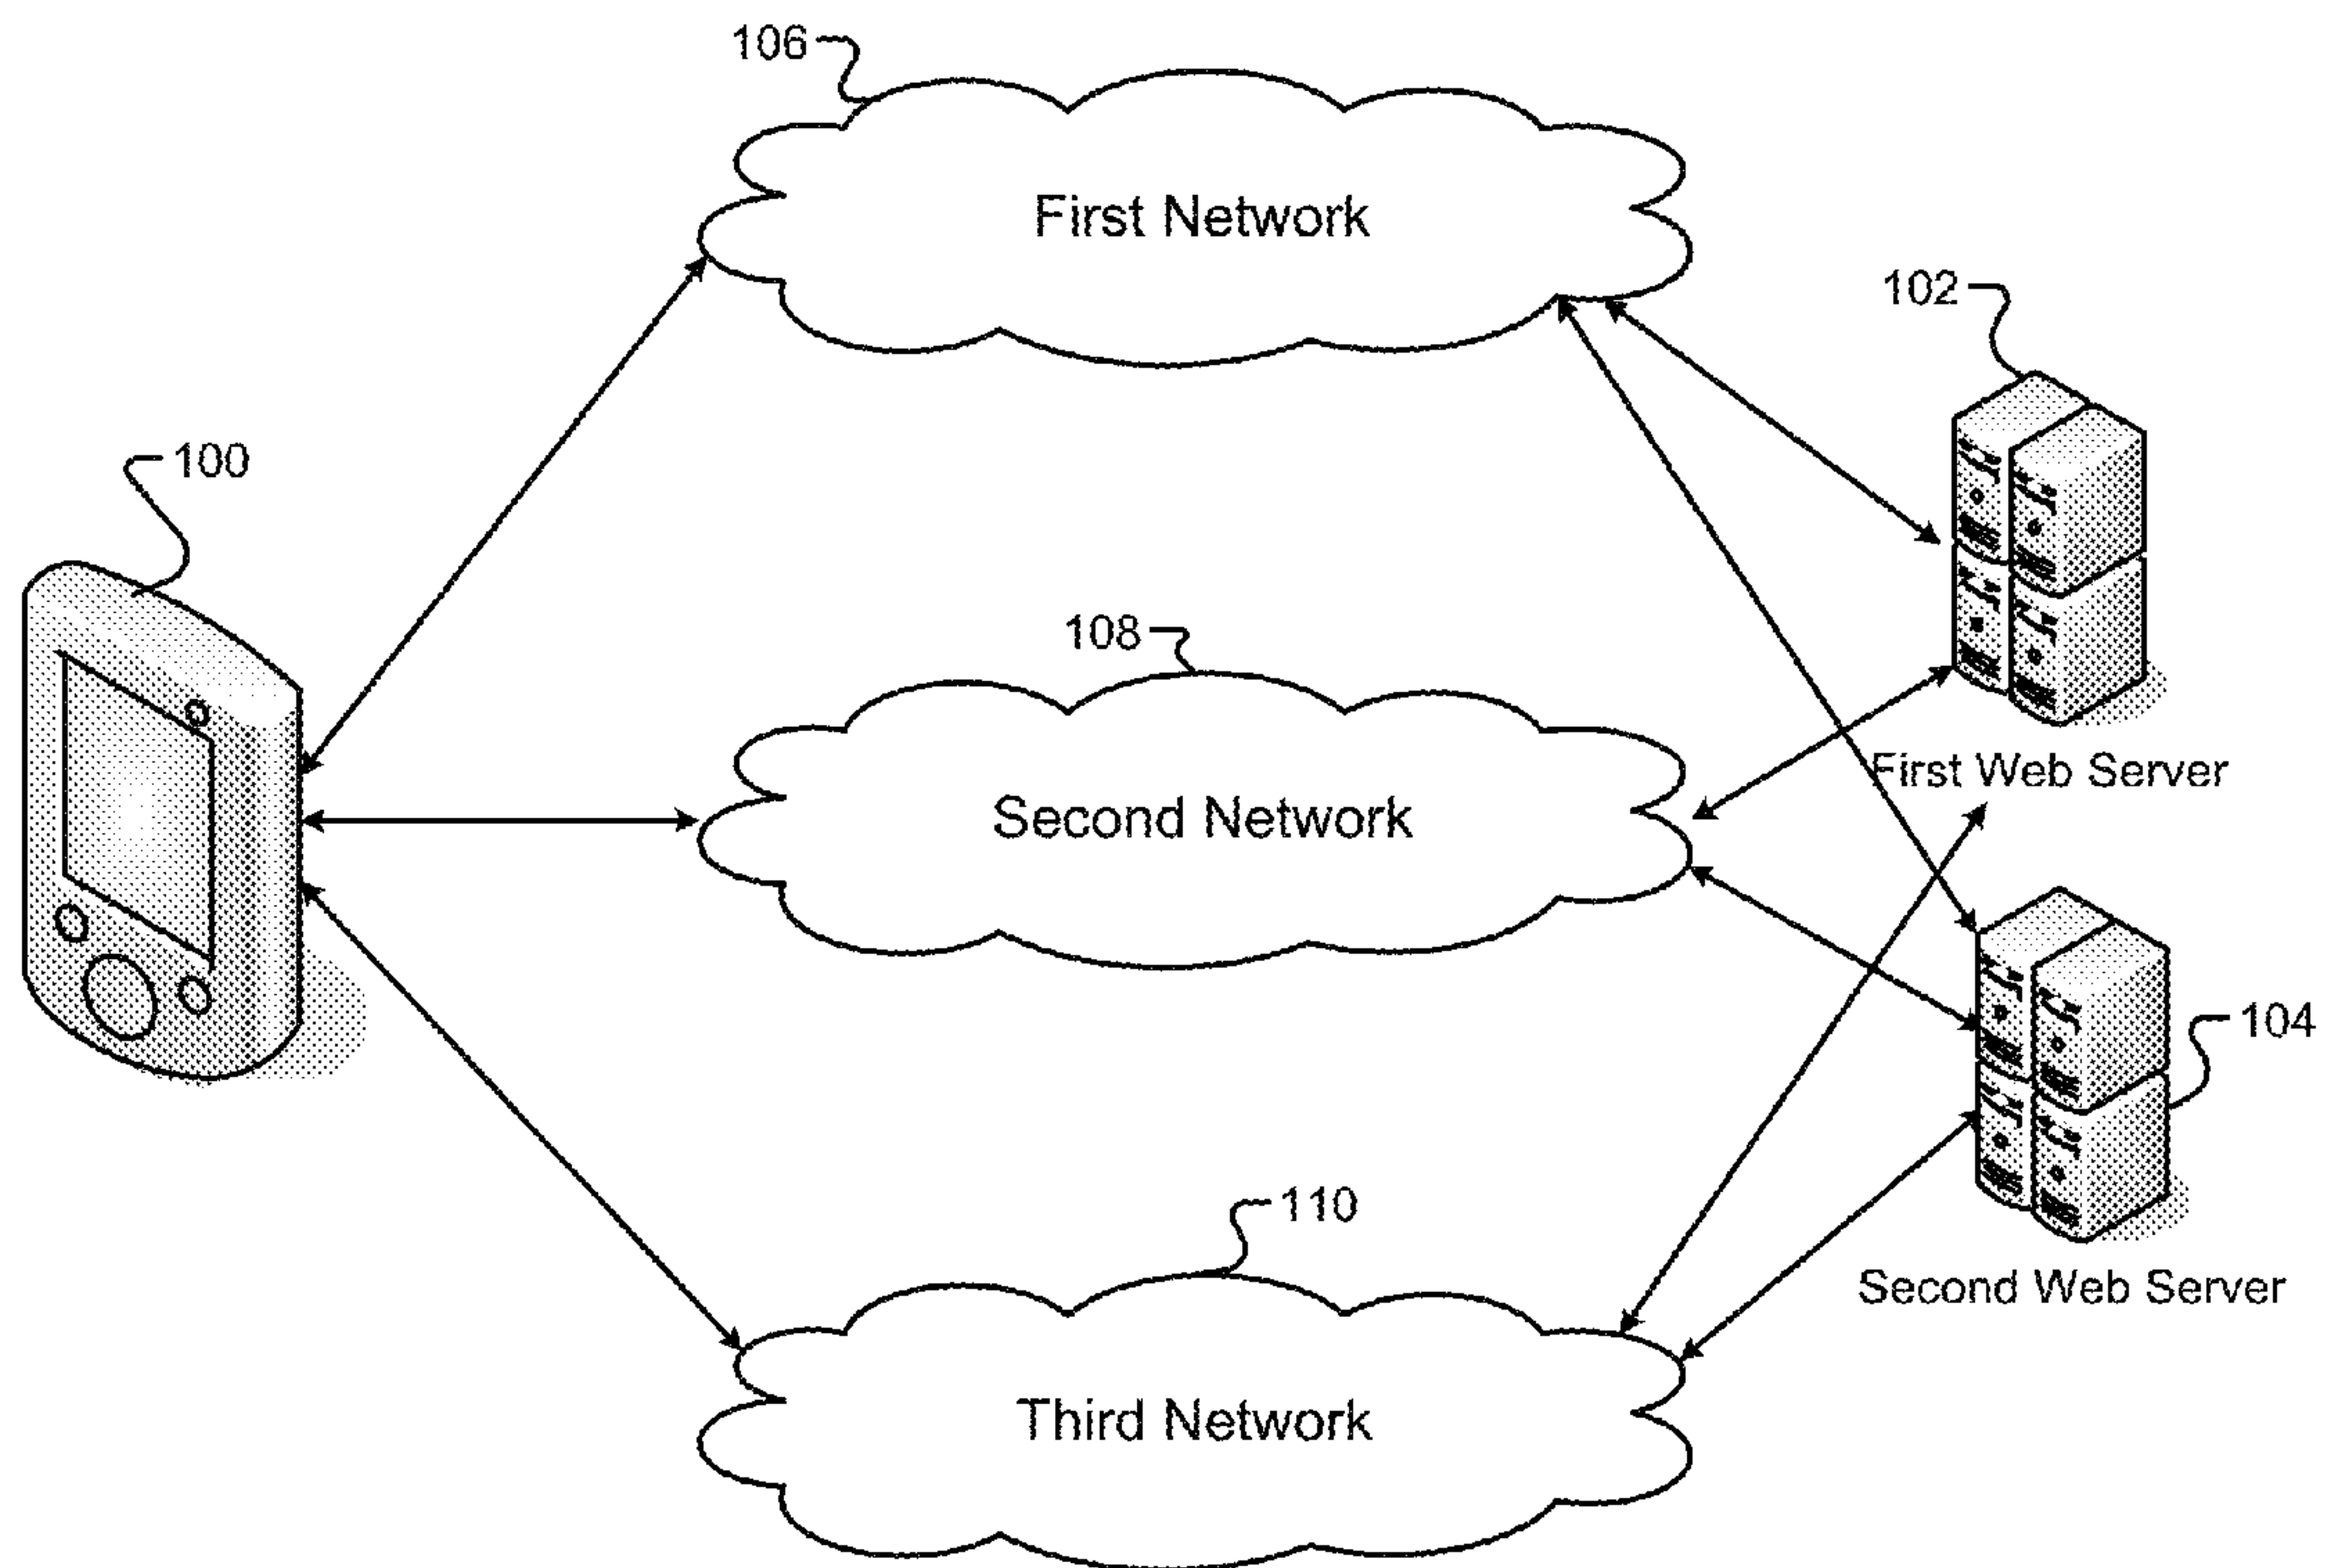 106
First Network
102
100
108
First Web Server
Second Network
104
110
Second Web Server
Third Network